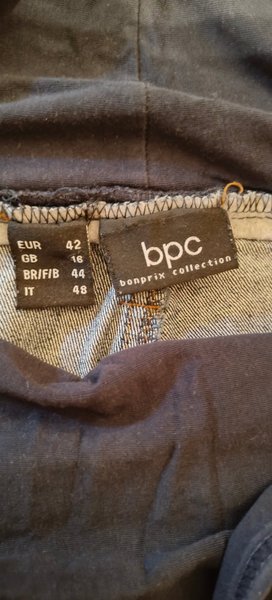 EUR 42
GB 16
BR/F/B 44
IT 48
bpc
bonprix collection